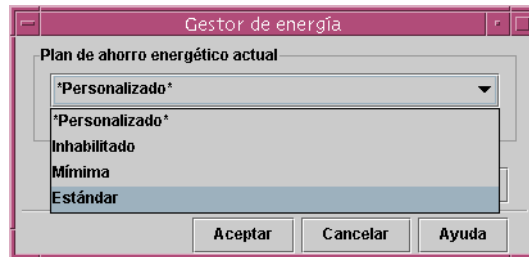 Gestor de energía
Plan de ahorro energético actual
*Personalizado*
*Personalizado*
Inhabilitado
Mímima
Estándar
Aceptar Cancelar Ayuda